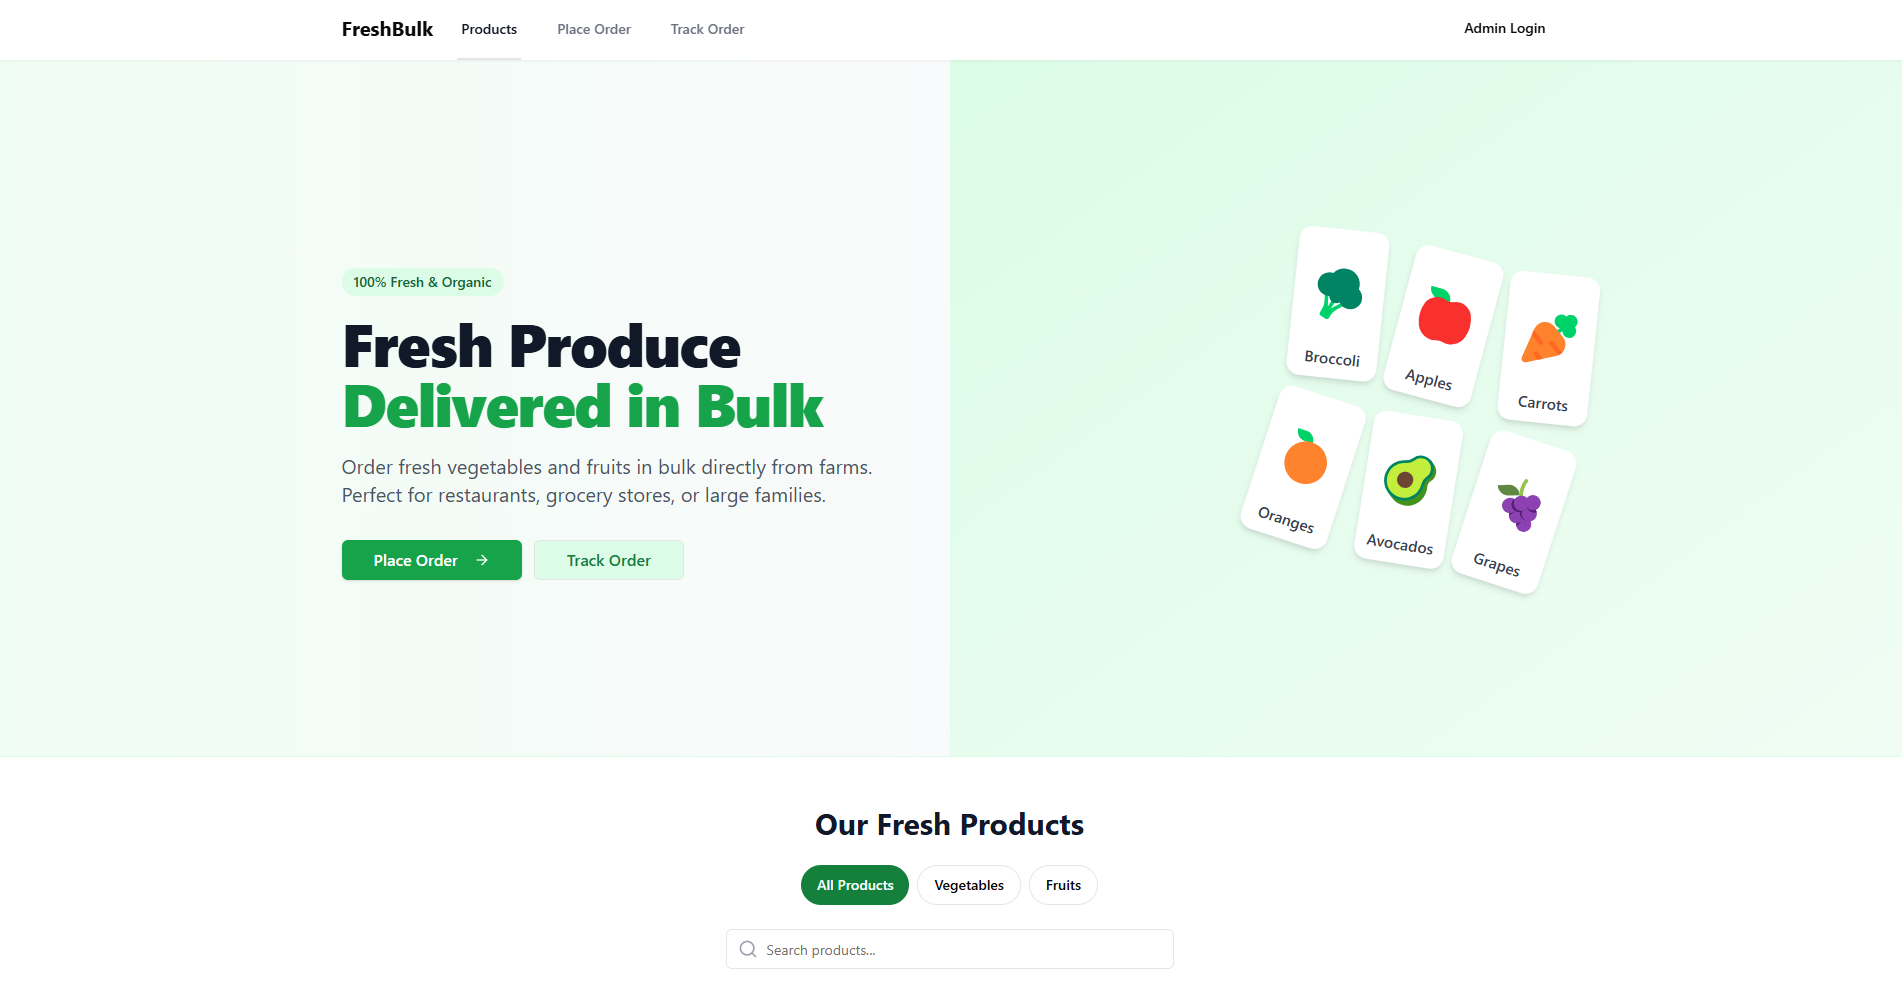 FreshBulk
Products
Place Order
Track Order
Admin Login
100% Fresh & Organic
Fresh Produce
Delivered in Bulk
Order fresh vegetables and fruits in bulk directly from farms.
Perfect for restaurants, grocery stores, or large families.
Place Order →
Track Order
Broccoli
Apples
Carrots
Oranges
Avocados
Grapes
Our Fresh Products
All Products
Vegetables
Fruits
Search products...